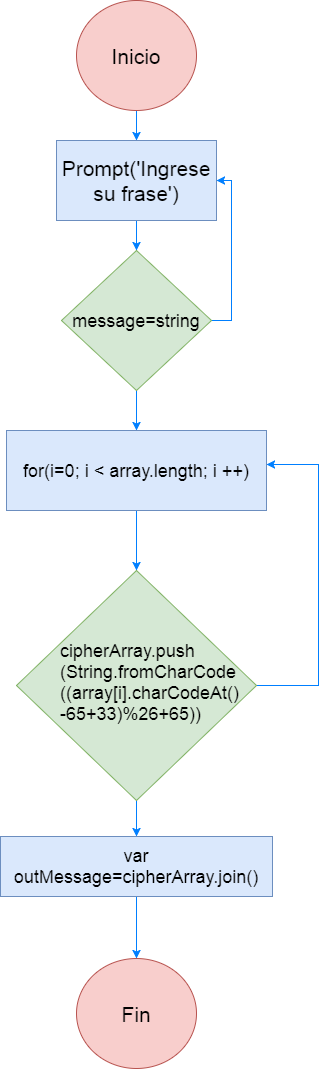 Inicio
Prompt('Ingrese
su frase')
message=string
for(i=0; i < array.length; i ++)
cipherArray.push
(String.fromCharCode
((array[i].charCodeAt()
-65+33)%26+65))
var
outMessage=cipherArray.join()
Fin